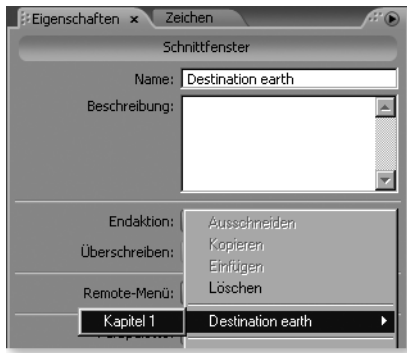 Eigenschaften x Zeichen
Schnittfenster
Name: Destination earth
Beschreibung:
Endaktion: Ausschneiden
Kopieren
Überschreiben:
Einfügen
Löschen
Remote-Menü:
Kapitel 1 Destination earth